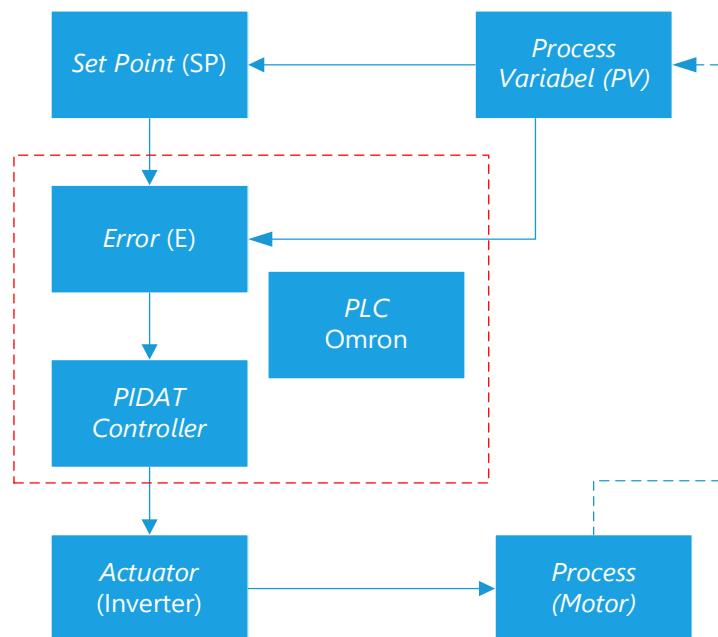 Set Point (SP)
Process
Variabel (PV)
Error (E)
PLC
Omron
PIDAT
Controller
Actuator
(Inverter)
Process
(Motor)